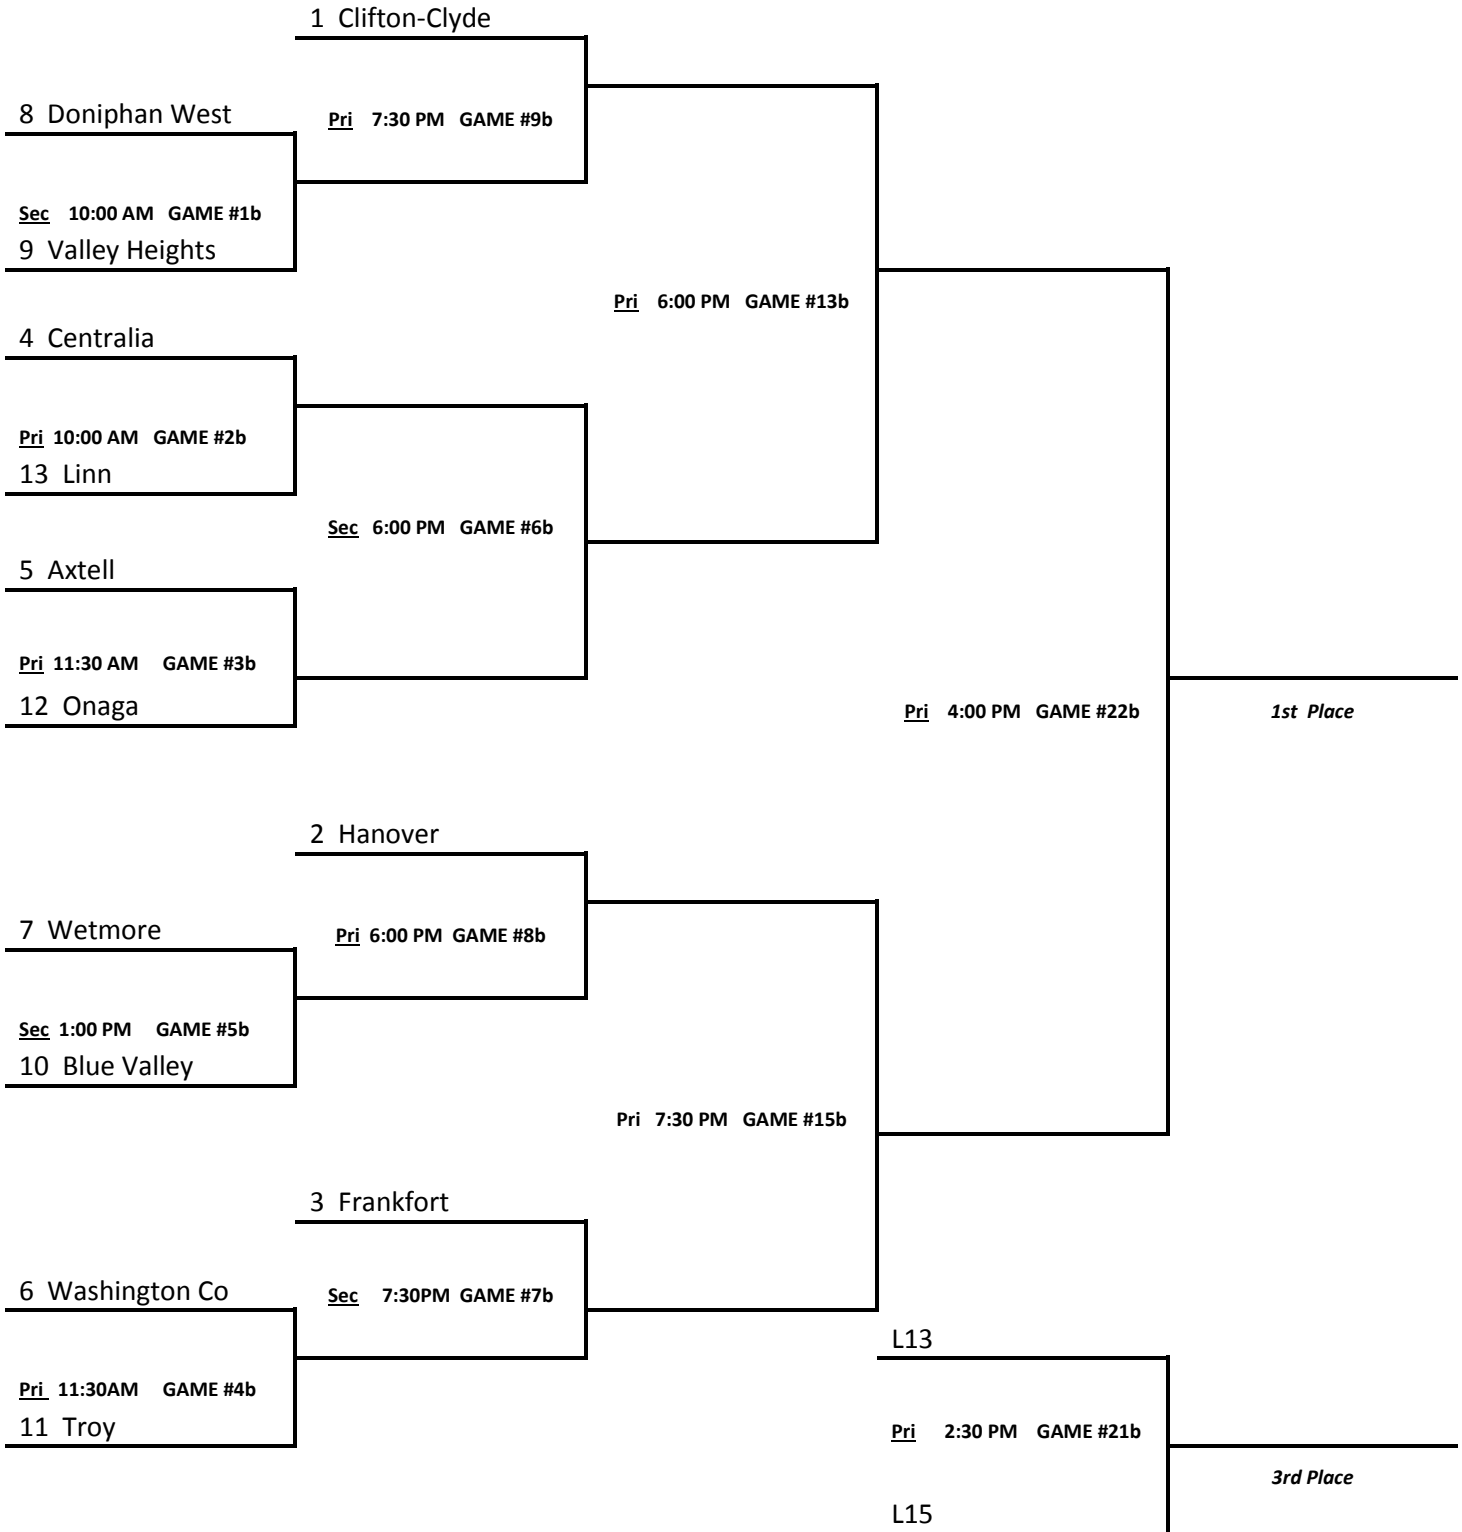 1 Clifton-Clyde
8 Doniphan West
Pri 7:30 PM GAME #9b
Sec 10:00 AM GAME #1b
9 Valley Heights
Pri 6:00 PM GAME #13b
4 Centralia
Pri 10:00 AM GAME #2b
13 Linn
Sec 6:00 PM GAME #6b
5 Axtell
Pri 11:30 AM GAME #3b
12 Onaga
Pri 4:00 PM GAME #22b
1st Place
2 Hanover
7 Wetmore
Pri 6:00 PM GAME #8b
Sec 1:00 PM GAME #5b
10 Blue Valley
Pri 7:30 PM GAME #15b
3 Frankfort
6 Washington Co
Sec 7:30PM GAME #7b
L13
Pri 11:30AM GAME #4b
11 Troy
Pri 2:30 PM GAME #21b
3rd Place
L15